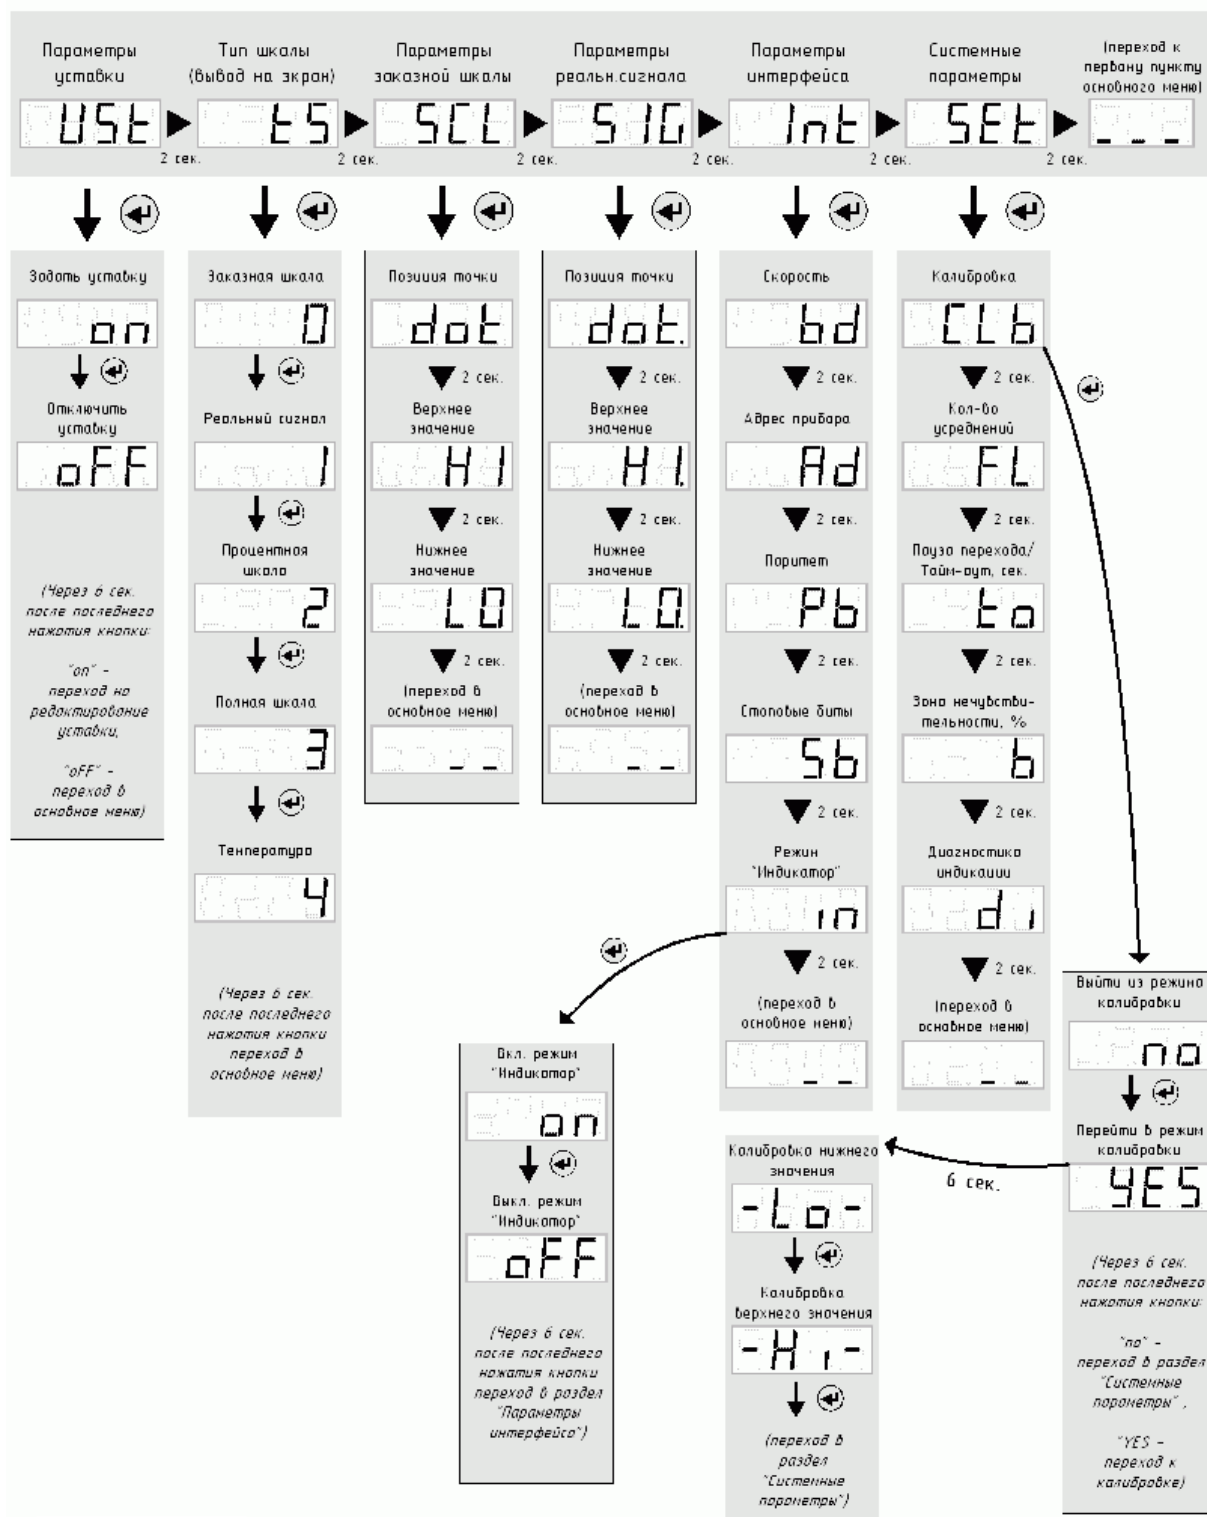 Параметры
уставки
USt
2 сек.
Тип шкалы
(вывод на экран)
tS
2 сек.
Параметры
заказной шкалы
SCL
2 сек.
Параметры
реальн.сигнала
SIG
2 сек.
Параметры
интерфейса
Int
2 сек.
Системные
параметры
SEt
2 сек.
(переход к
первому пункту
основного меню)
_ _ _
Задать уставку
on
Отключить
уставку
oFF
(Через 6 сек.
после последнего
нажатия кнопки:
"on" -
переход на
редактирование
уставки,
"oFF" -
переход в
основное меню)
Заказная шкала
0
Реальный сигнал
1
Процентная
шкала
2
Полная шкала
3
Температура
4
(Через 6 сек.
после последнего
нажатия кнопки
переход в
основное меню)
Позиция точки
dot
2 сек.
Верхнее
значение
HI
2 сек.
Нижнее
значение
LO
2 сек.
(переход в
основное меню)
_ _
Позиция точки
dot.
2 сек.
Верхнее
значение
HI.
2 сек.
Нижнее
значение
LO.
2 сек.
(переход в
основное меню)
_ _
Скорость
bd
2 сек.
Адрес прибора
Ad
2 сек.
Паритет
Pb
2 сек.
Стоповые биты
Sb
2 сек.
Режим
"Индикатор"
in
2 сек.
(переход в
основное меню)
_ _
Калибровка
CLb
2 сек.
Кол-во
усреднений
FL
2 сек.
Пауза перехода/
Тайм-аут, сек.
to
2 сек.
Зона нечувстви-
тельности, %
b
2 сек.
Диагностика
индикации
di
2 сек.
(переход в
основное меню)
_ _
Вкл. режим
"Индикатор"
on
Выкл. режим
"Индикатор"
oFF
(Через 6 сек.
после последнего
нажатия кнопки
переход в раздел
"Параметры
интерфейса")
Выйти из режима
калибровки
no
Перейти в режим
калибровки
YES
6 сек.
(Через 6 сек.
после последнего
нажатия кнопки:
"no" -
переход в раздел
"Системные
параметры" ,
"YES -
переход к
калибровке)
Калибровка нижнего
значения
-Lo-
Калибровка
верхнего значения
-Hi-
(переход в
раздел
"Системные
параметры")